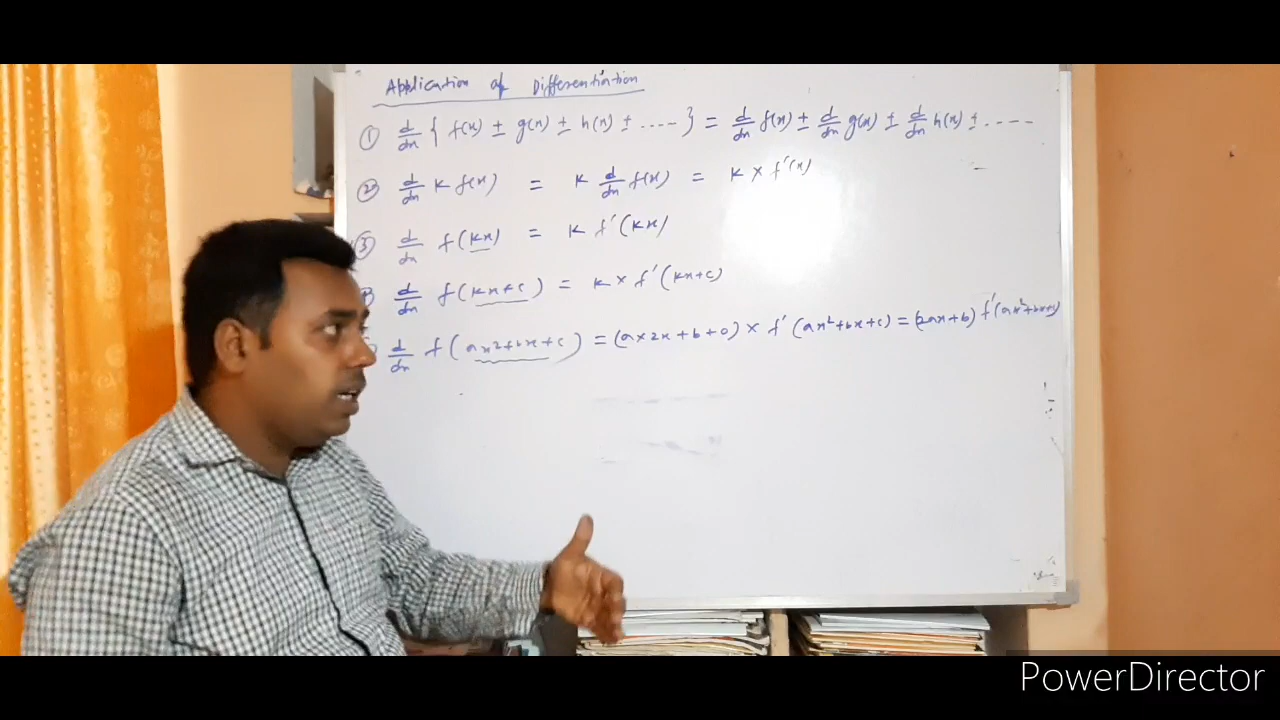 Application of Differentiation
① d/dx { f(x) ± g(x) ± h(x) ± ---- } = d/dx f(x) ± d/dx g(x) ± d/dx h(x) ± ----
② d/dx K f(x) = K d/dx f(x) = K × f'(x)
③ d/dx f(Kx) = K f'(Kx)
d/dx f(Kx+c) = K × f'(Kx+c)
d/dx f(ax²+bx+c) = (a×2x+b+0) × f'(ax²+bx+c) = (2ax+b) f'(ax²+bx+c)
PowerDirector